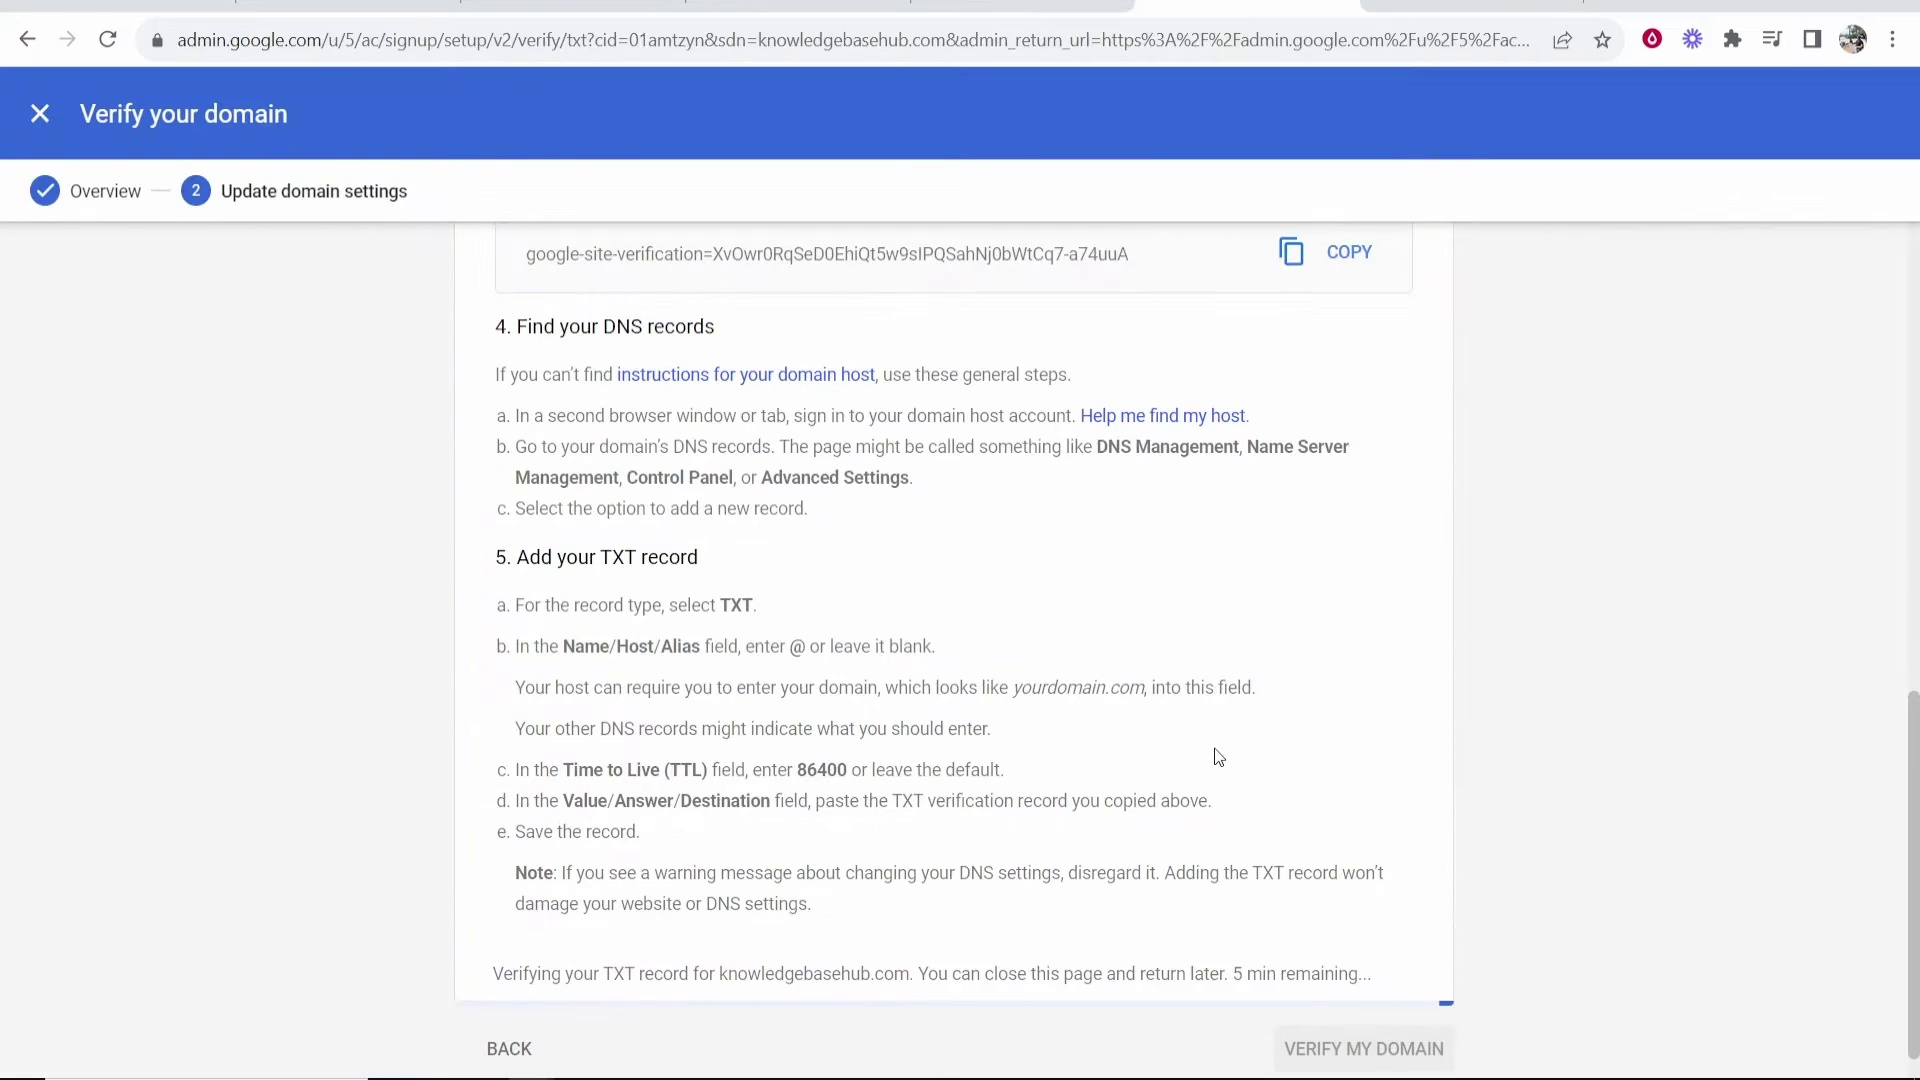 admin.google.com/u/5/ac/signup/setup/v2/verify/txt?cid=01amtzyn&sdn=knowledgebasehub.com&admin_return_url=https%3A%2F%2Fadmin.google.com%2Fu%2F5%2Fac...
Verify your domain
Overview
2 Update domain settings
google-site-verification=XvOwr0RqSeD0EhiQt5w9sIPQSahNj0bWtCq7-a74uuA
COPY
4. Find your DNS records
If you can't find instructions for your domain host, use these general steps.
a. In a second browser window or tab, sign in to your domain host account. Help me find my host.
b. Go to your domain's DNS records. The page might be called something like DNS Management, Name Server
Management, Control Panel, or Advanced Settings.
c. Select the option to add a new record.
5. Add your TXT record
a. For the record type, select TXT.
b. In the Name/Host/Alias field, enter @ or leave it blank.
Your host can require you to enter your domain, which looks like yourdomain.com, into this field.
Your other DNS records might indicate what you should enter.
c. In the Time to Live (TTL) field, enter 86400 or leave the default.
d. In the Value/Answer/Destination field, paste the TXT verification record you copied above.
e. Save the record.
Note: If you see a warning message about changing your DNS settings, disregard it. Adding the TXT record won't
damage your website or DNS settings.
Verifying your TXT record for knowledgebasehub.com. You can close this page and return later. 5 min remaining...
BACK
VERIFY MY DOMAIN